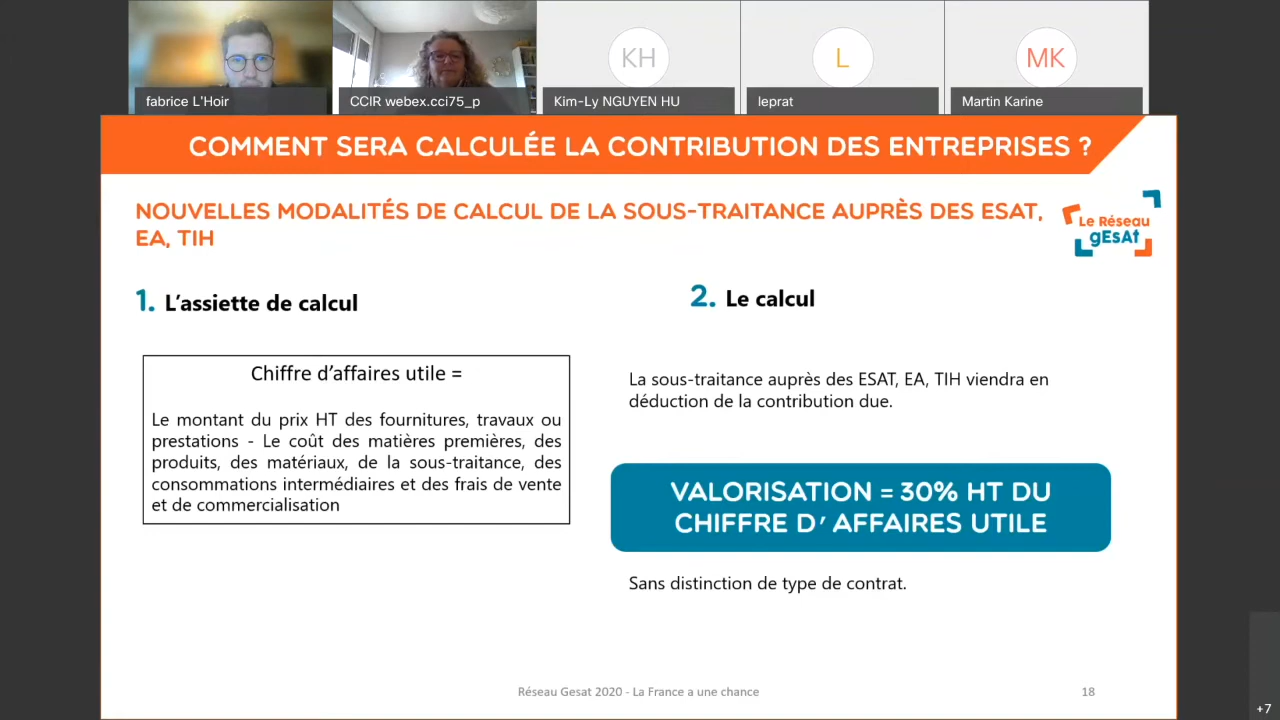 KH
L
MK
fabrice L'Hoir
CCIR webex.cci75_p
Kim-Ly NGUYEN HU
leprat
Martin Karine
COMMENT SERA CALCULÉE LA CONTRIBUTION DES ENTREPRISES ?
NOUVELLES MODALITÉS DE CALCUL DE LA SOUS-TRAITANCE AUPRÈS DES ESAT,
EA, TIH
Le Réseau
gEsAt
1. L'assiette de calcul
Chiffre d'affaires utile =
Le montant du prix HT des fournitures, travaux ou
prestations - Le coût des matières premières, des
produits, des matériaux, de la sous-traitance, des
consommations intermédiaires et des frais de vente
et de commercialisation
2. Le calcul
La sous-traitance auprès des ESAT, EA, TIH viendra en
déduction de la contribution due.
VALORISATION = 30% HT DU
CHIFFRE D' AFFAIRES UTILE
Sans distinction de type de contrat.
Réseau Gesat 2020 - La France a une chance
18
+7